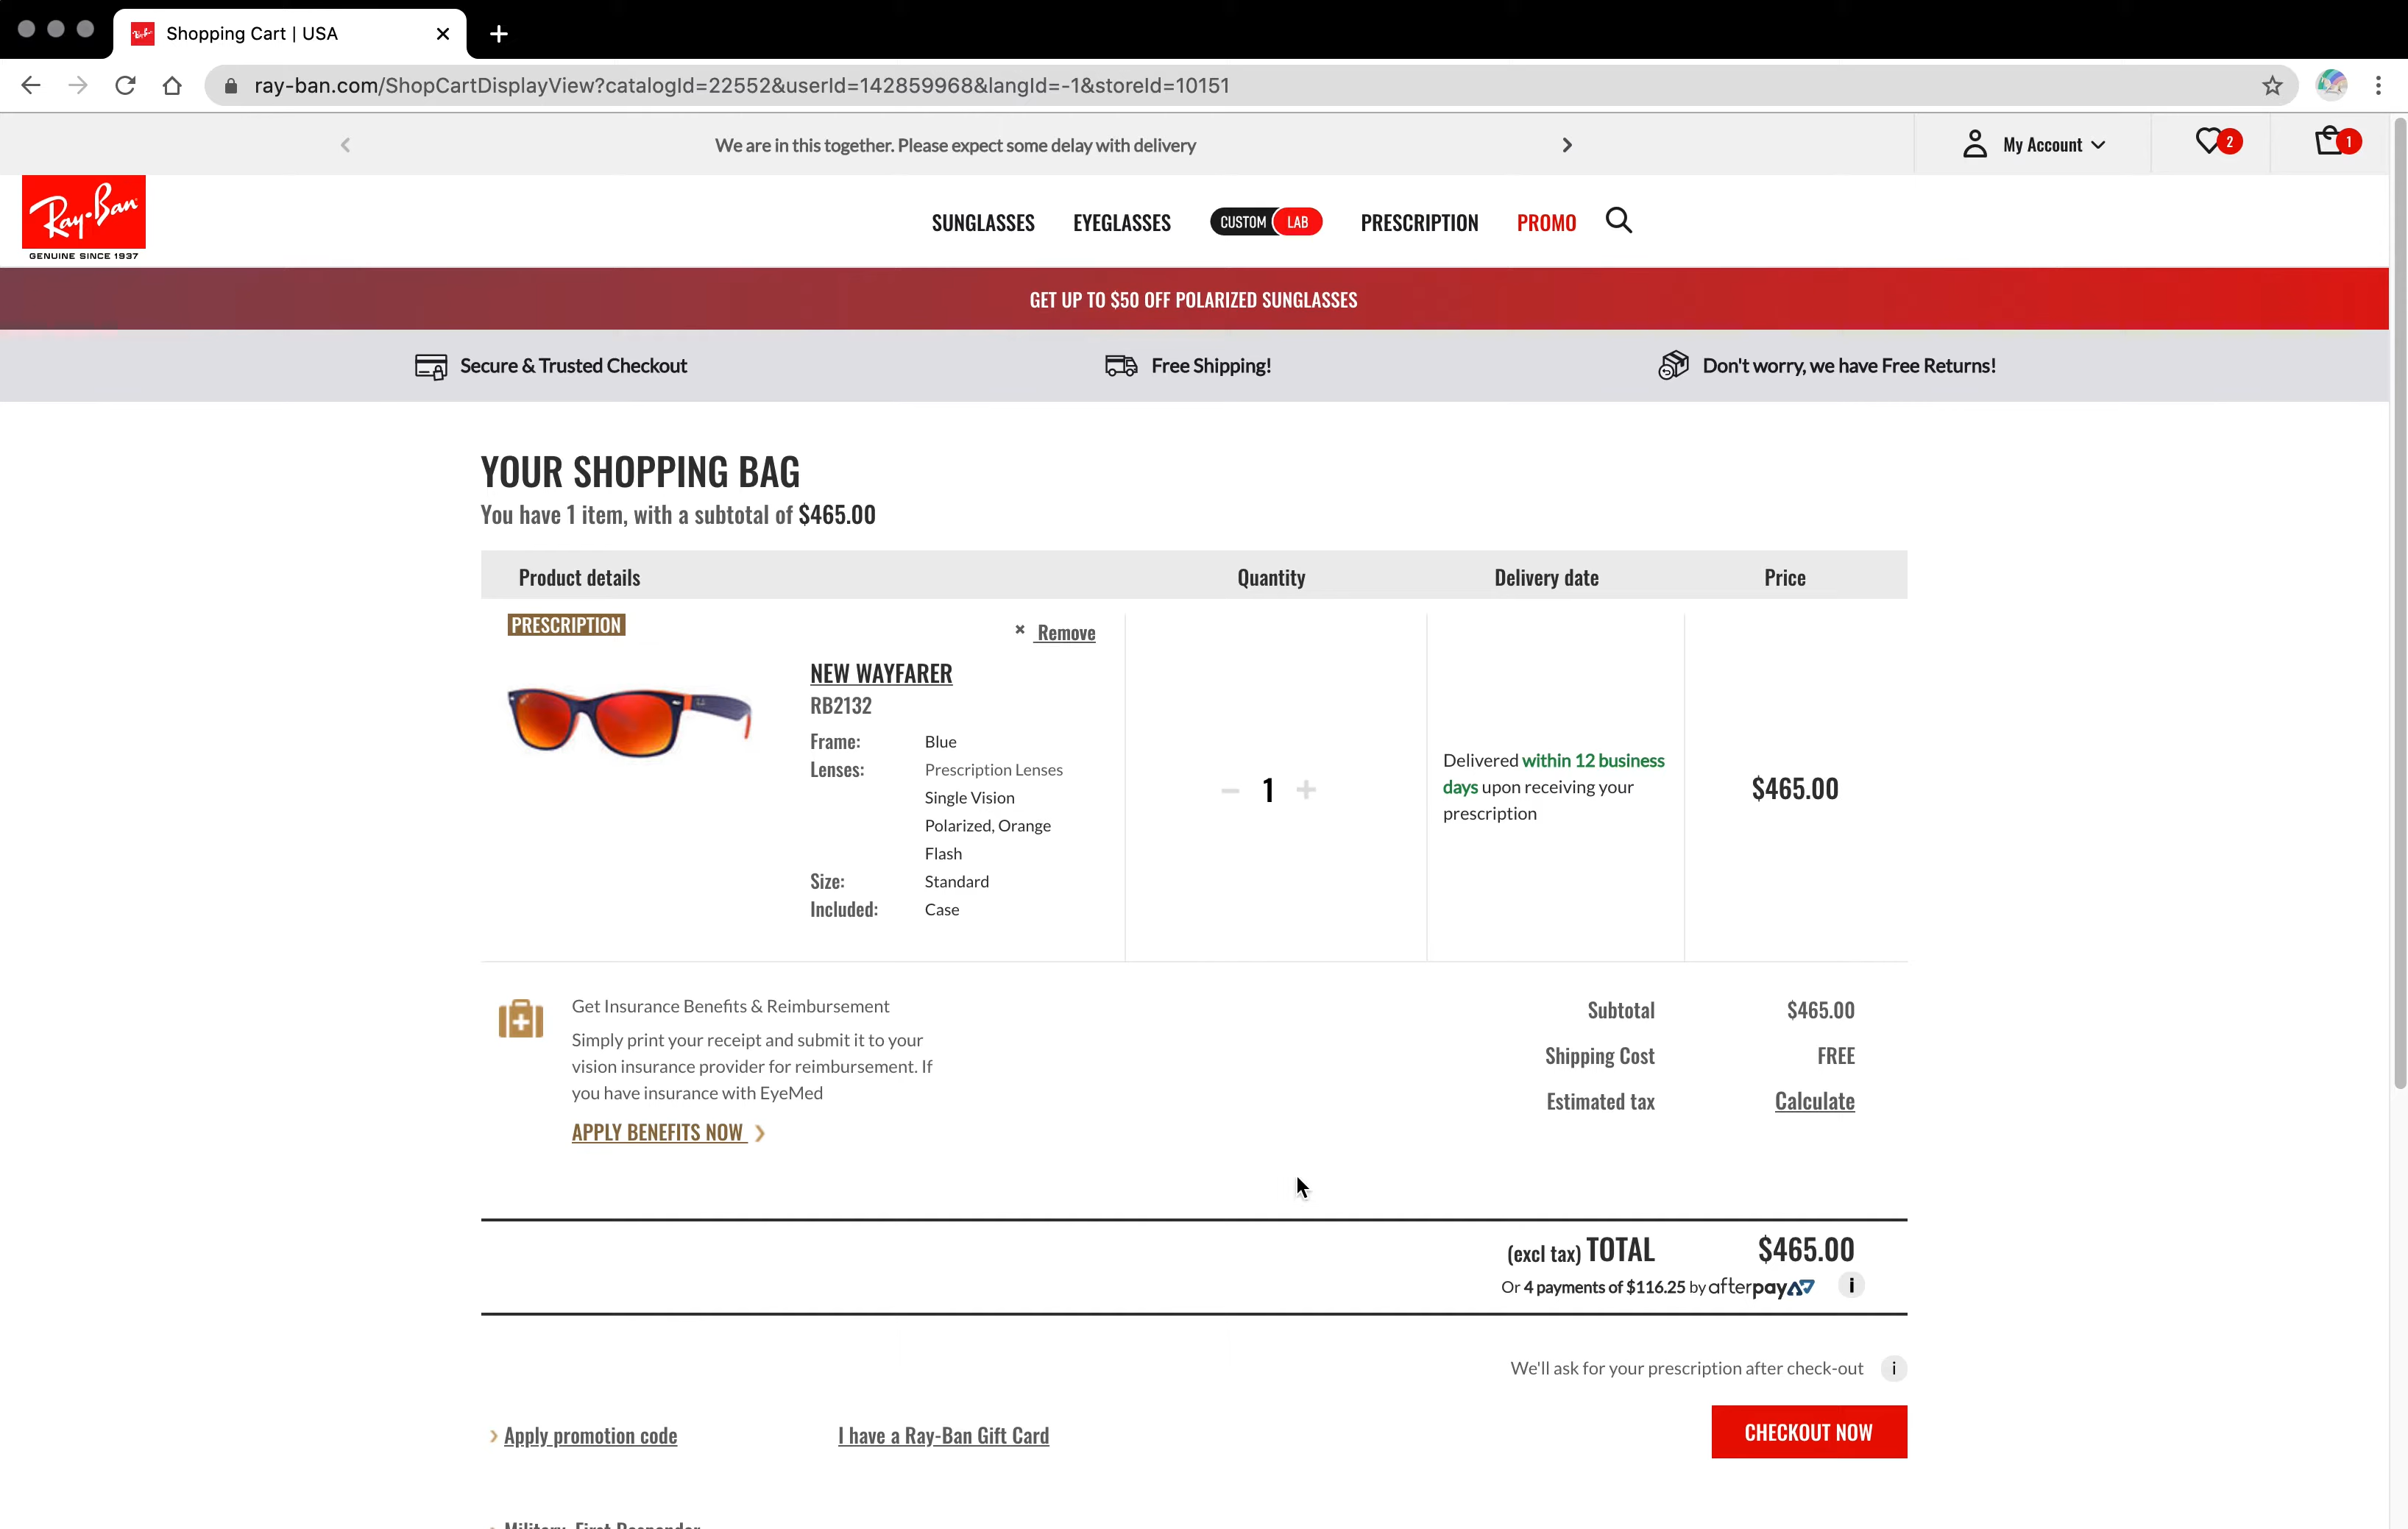 Shopping Cart | USA
ray-ban.com/ShopCartDisplayView?catalogId=22552&userId=142859968&langId=-1&storeId=10151
We are in this together. Please expect some delay with delivery
My Account
2
1
Ray-Ban
GENUINE SINCE 1937
SUNGLASSES EYEGLASSES CUSTOM LAB PRESCRIPTION PROMO
GET UP TO $50 OFF POLARIZED SUNGLASSES
Secure & Trusted Checkout Free Shipping! Don't worry, we have Free Returns!
YOUR SHOPPING BAG
You have 1 item, with a subtotal of $465.00
Product details Quantity Delivery date Price
PRESCRIPTION
× Remove
NEW WAYFARER
RB2132
Frame: Blue
Lenses: Prescription Lenses
Single Vision
Polarized, Orange
Flash
Size: Standard
Included: Case
− 1 +
Delivered within 12 business
days upon receiving your
prescription
$465.00
Get Insurance Benefits & Reimbursement
Simply print your receipt and submit it to your
vision insurance provider for reimbursement. If
you have insurance with EyeMed
APPLY BENEFITS NOW
Subtotal $465.00
Shipping Cost FREE
Estimated tax Calculate
(excl tax) TOTAL $465.00
Or 4 payments of $116.25 by afterpay i
We'll ask for your prescription after check-out i
Apply promotion code I have a Ray-Ban Gift Card
CHECKOUT NOW
Military, First Responder